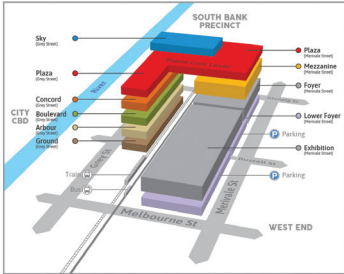 SOUTH BANK
PRECINCT
Sky
(Grey Street)
Plaza
(Grey Street)
Concord
(Grey Street)
Boulevard
(Grey Street)
Arbour
(Grey Street)
Ground
(Grey Street)
CITY
CBD
River
Plaza
(Merivale Street)
Mezzanine
(Merivale Street)
Foyer
(Merivale Street)
Lower Foyer
(Merivale Street)
P Parking
Exhibition
(Merivale Street)
P Parking
Grey St
Train
Bus
Melbourne St
Merivale St
WEST END